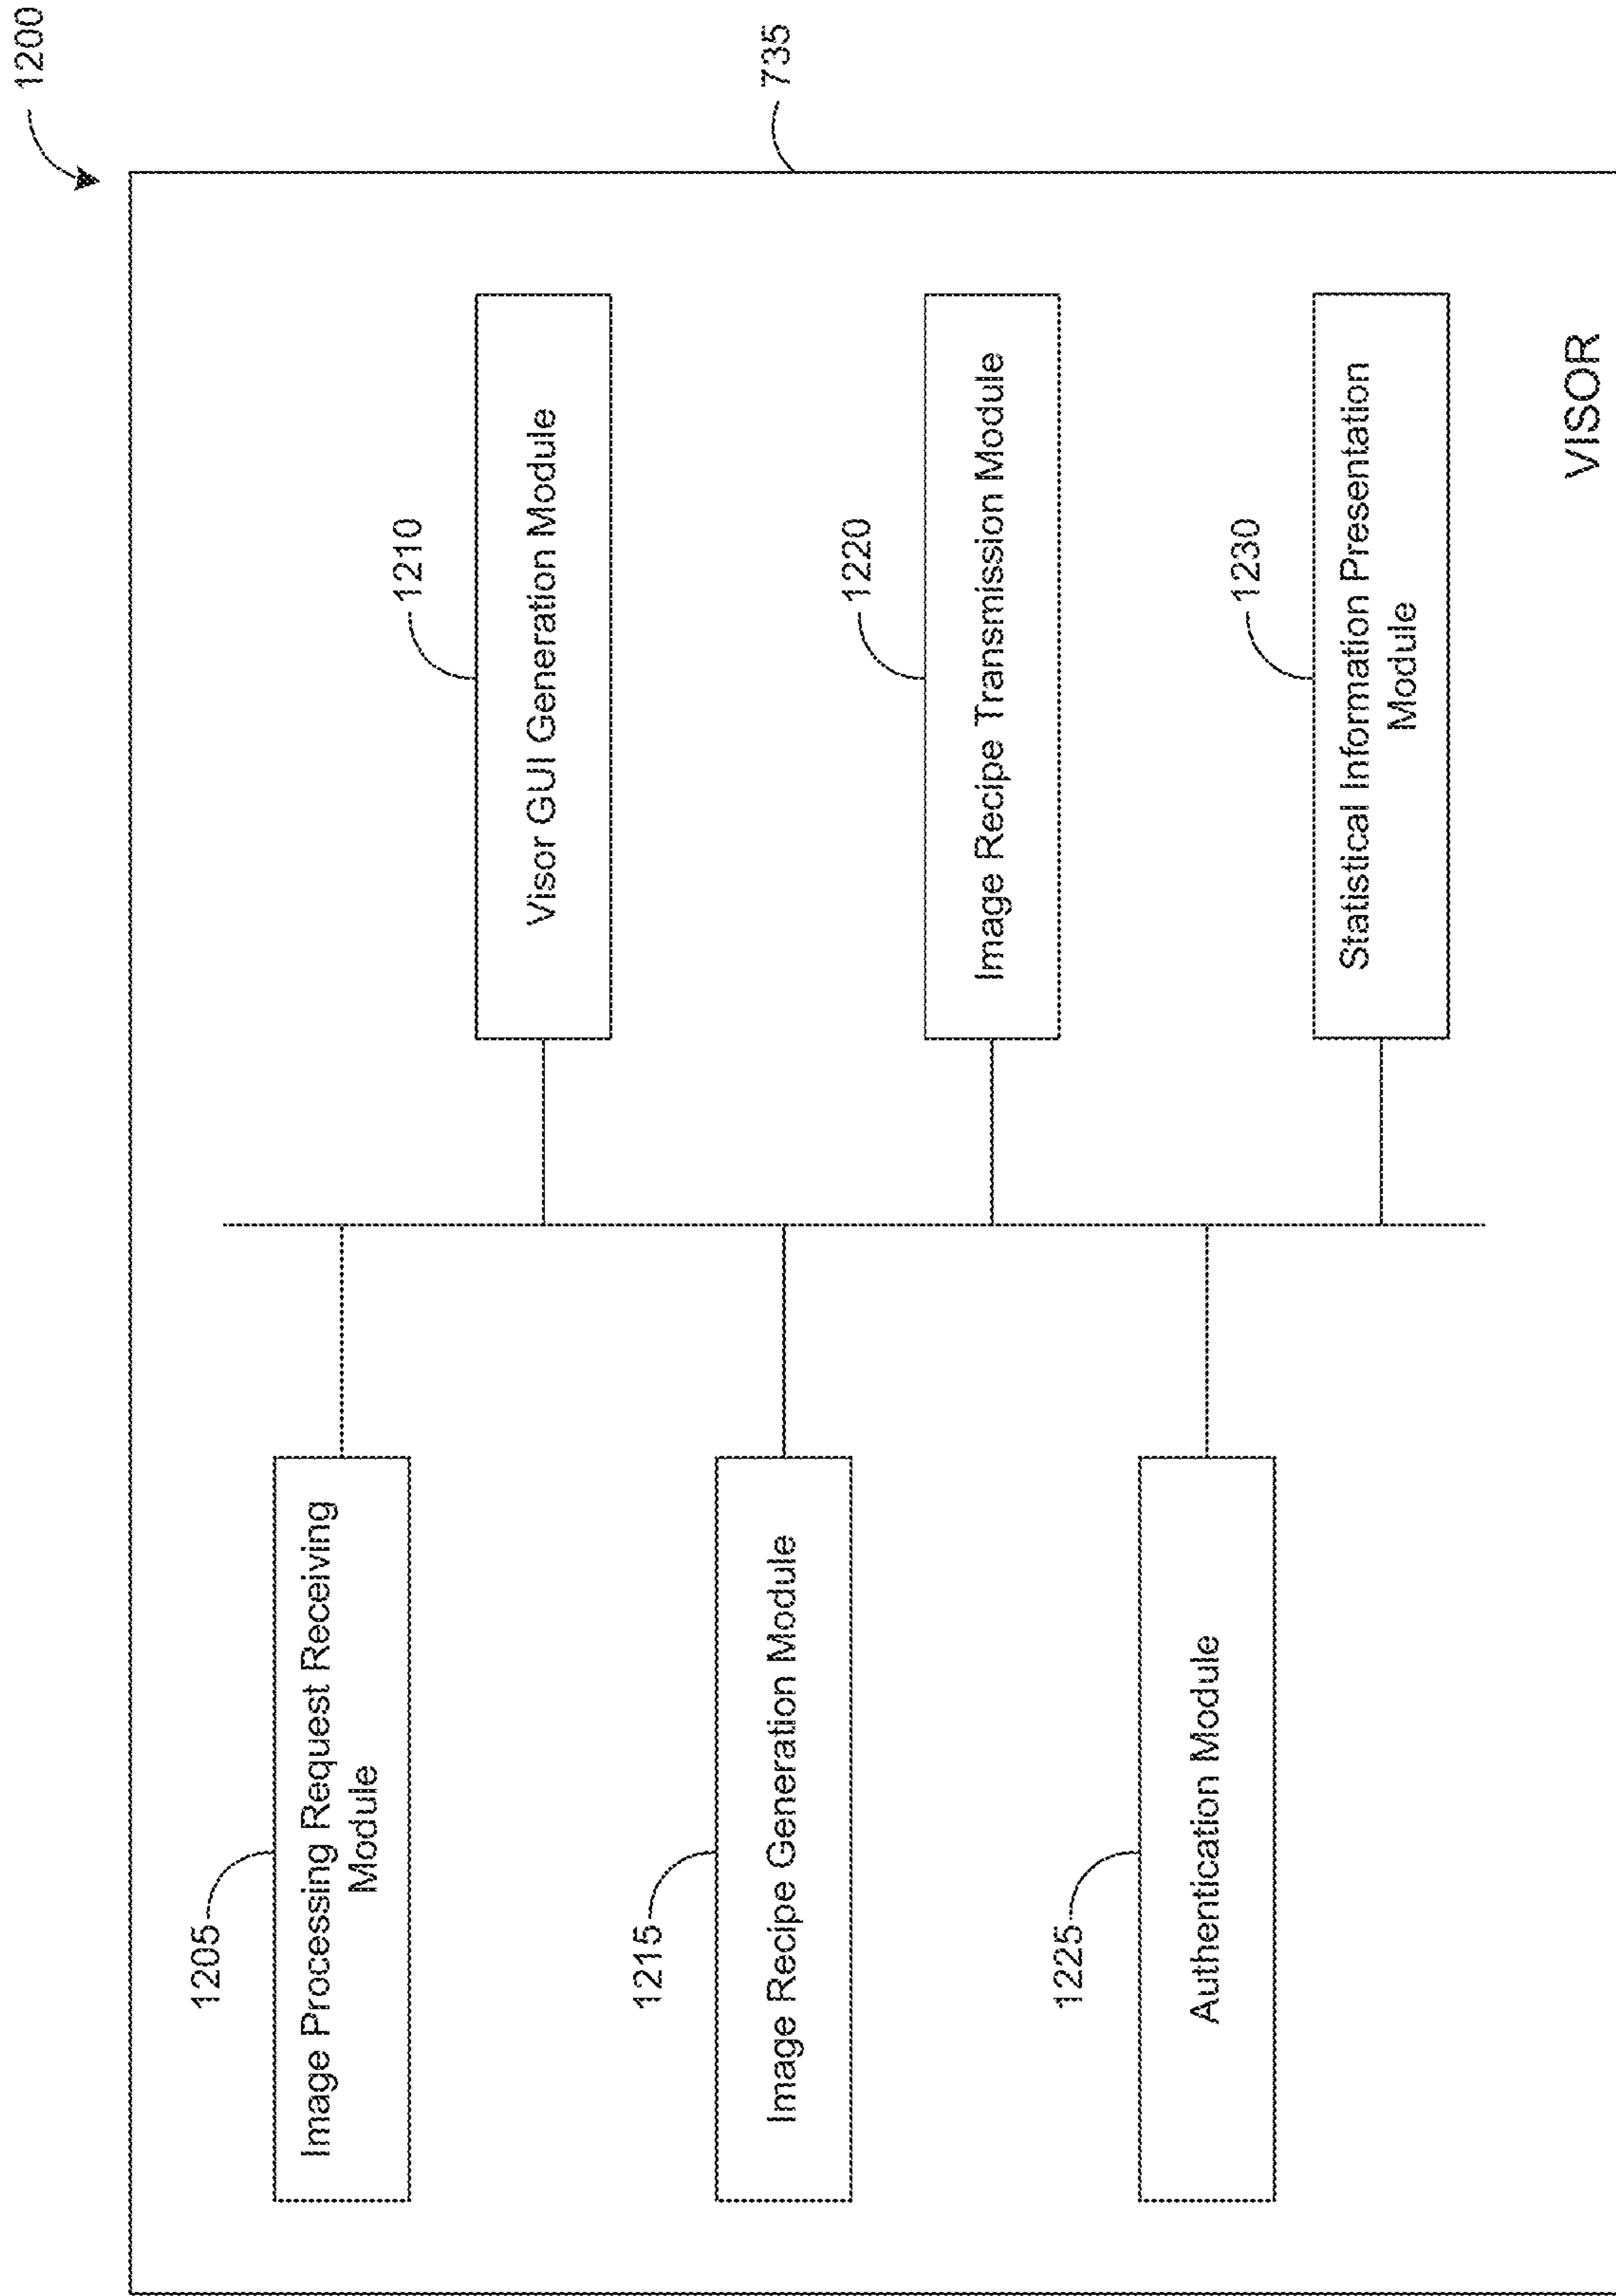 1200
735
1205
Image Processing Request Receiving
Module
1210
Visor GUI Generation Module
1215
Image Recipe Generation Module
1220
Image Recipe Transmission Module
1225
Authentication Module
1230
Statistical Information Presentation
Module
VISOR